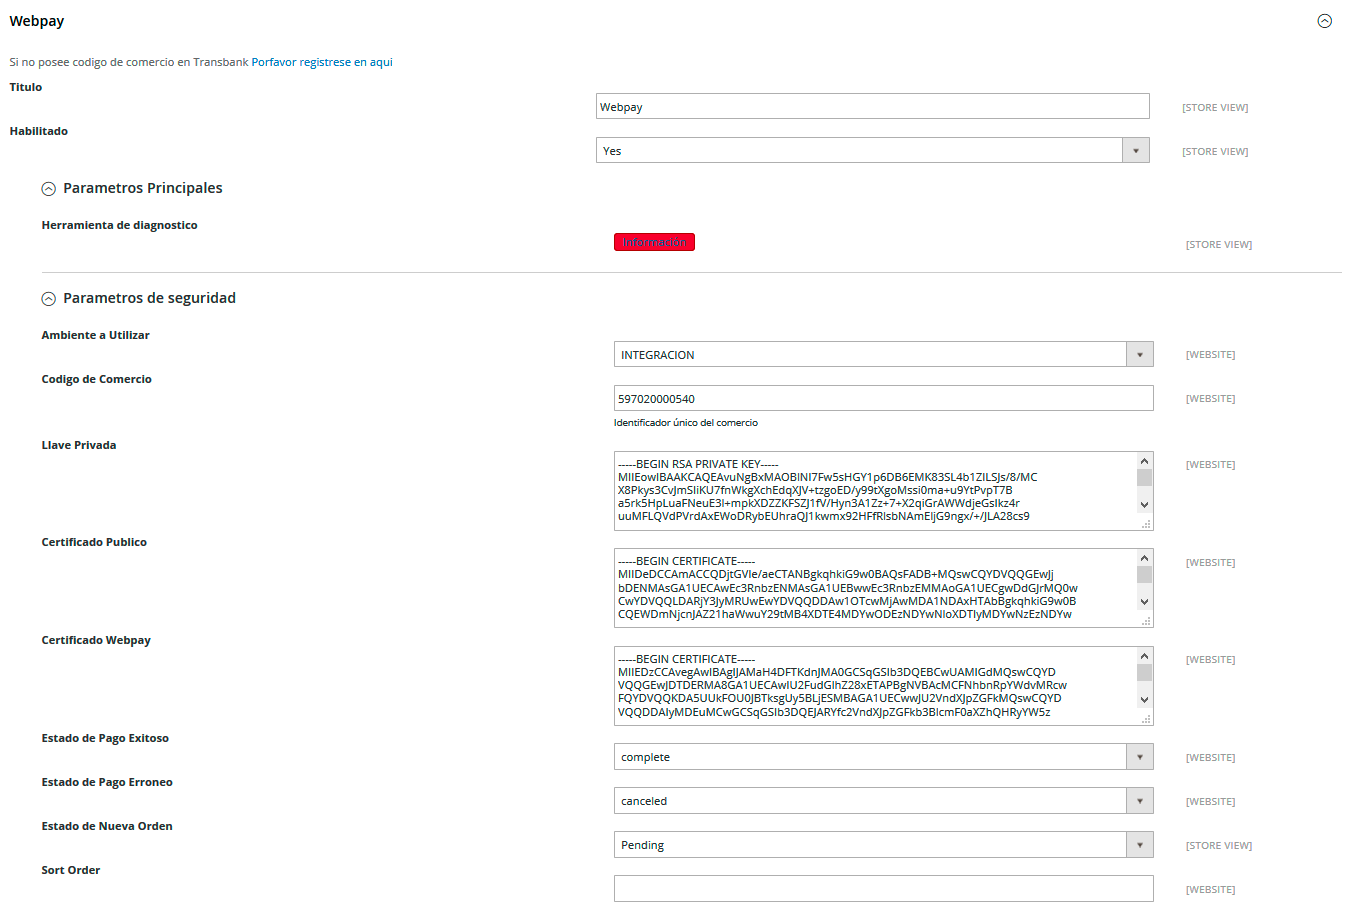 Webpay
Si no posee codigo de comercio en Transbank Porfavor registrese en aqui
Titulo
Webpay
[STORE VIEW]
Habilitado
Yes
[STORE VIEW]
Parametros Principales
Herramienta de diagnostico
Información
[STORE VIEW]
Parametros de seguridad
Ambiente a Utilizar
INTEGRACION
[WEBSITE]
Codigo de Comercio
597020000540
[WEBSITE]
Identificador único del comercio
Llave Privada
-----BEGIN RSA PRIVATE KEY-----
MIIEowIBAAKCAQEAvuNgBxMAOBlNI7Fw5sHGY1p6DB6EMK83SL4b1ZILSJs/8/MC
X8Pkys3CvJmSliKU7fnWkgXchEdqXJV+tzgoED/y99tXgoMssi0ma+u9YtPvpT7B
a5rk5HpLuaFNeuE3l+mpkXDZZKFSZJ1fV/Hyn3A1Zz+7+X2qiGrAWWdjeGsIkz4r
uuMFLQVdPVrdAxEWoDRybEUhraQJ1kwmx92HFfRlsbNAmEljG9ngx/+/JLA28cs9
[WEBSITE]
Certificado Publico
-----BEGIN CERTIFICATE-----
MIIDeDCCAmACCQDjtGVIe/aeCTANBgkqhkiG9w0BAQsFADB+MQswCQYDVQQGEwJj
bDENMAsGA1UECAwEc3RnbzENMAsGA1UEBwwEc3RnbzEMMAoGA1UECgwDdGJrMQ0w
CwYDVQQLDARjY3JyMRUwEwYDVQQDDAw1OTcwMjAwMDA1NDAxHTAbBgkqhkiG9w0B
CQEWDmNjcnJAZ21haWwuY29tMB4XDTE4MDYwODEzNDYwNloXDTIyMDYwNzEzNDYw
[WEBSITE]
Certificado Webpay
-----BEGIN CERTIFICATE-----
MIIEDzCCAvegAwIBAgIJAMaH4DFTKdnJMA0GCSqGSIb3DQEBCwUAMIGdMQswCQYD
VQQGEwJDTDERMA8GA1UECAwIU2FudGlhZ28xETAPBgNVBAcMCFNhbnRpYWdvMRcw
FQYDVQQKDA5UUkFOU0JBTksgUy5BLjESMBAGA1UECwwJU2VndXJpZGFkMQswCQYD
VQQDDAIyMDEuMCwGCSqGSIb3DQEJARYfc2VndXJpZGFkb3BlcmF0aXZhQHRyYW5z
[WEBSITE]
Estado de Pago Exitoso
complete
[WEBSITE]
Estado de Pago Erroneo
canceled
[WEBSITE]
Estado de Nueva Orden
Pending
[STORE VIEW]
Sort Order
[WEBSITE]